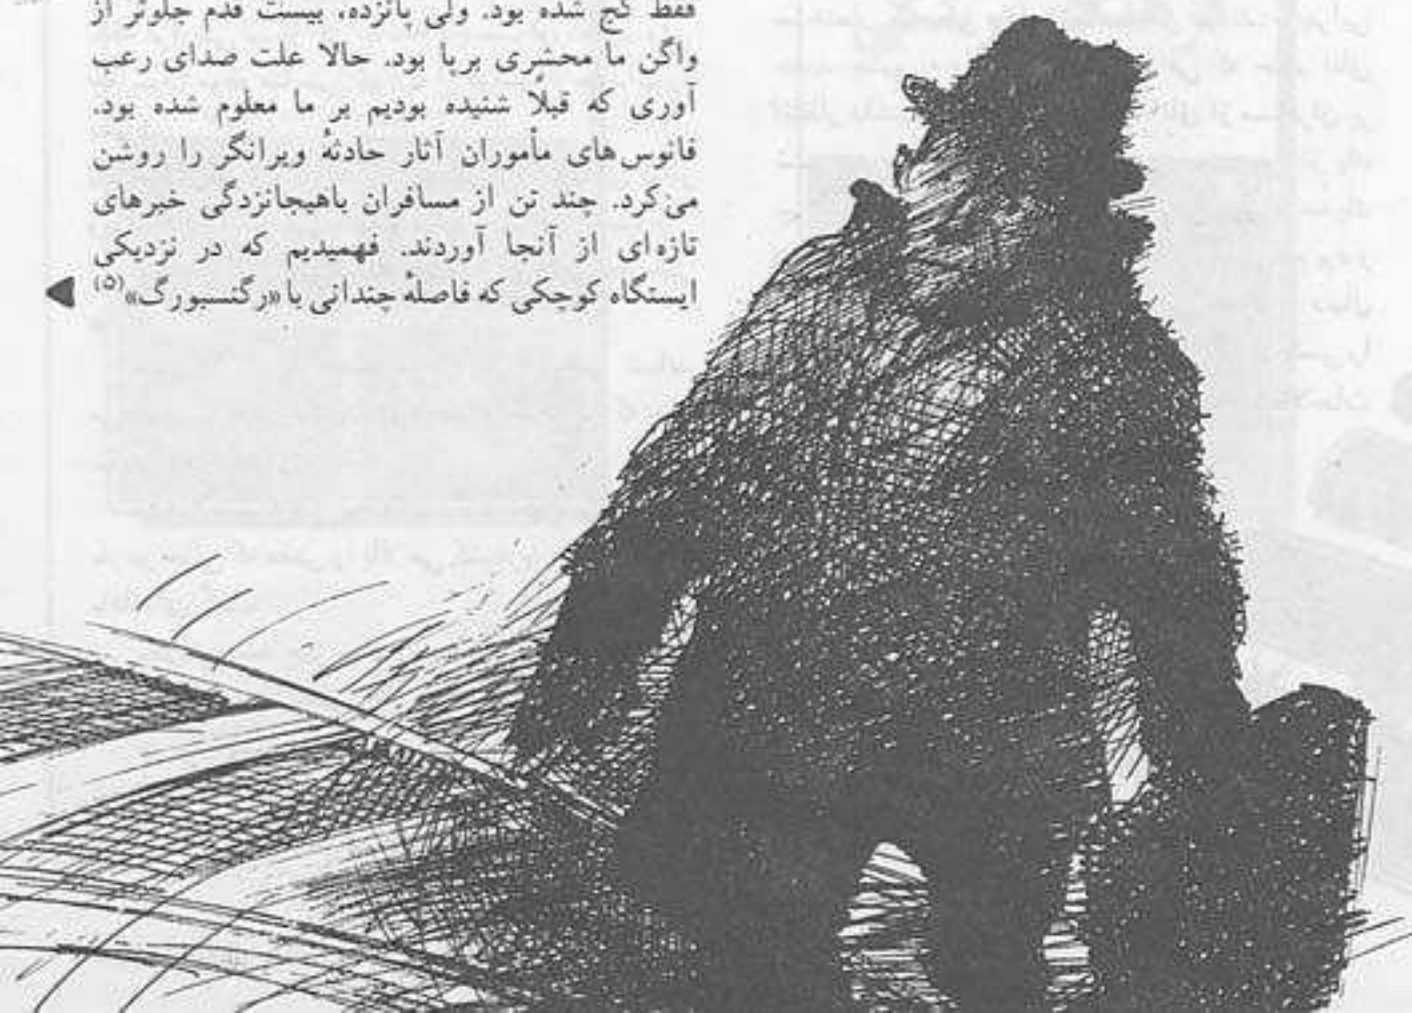 فقط کج شده بود. ولی پانزده، بیست قدم جلوتر از
واگن ما محشری برپا بود. حالا علت صدای رعب
آوری که قبلاً شنیده بودیم بر ما معلوم شده بود.
فانوس‌های مأموران آثار حادثهٔ ویرانگر را روشن
می‌کرد. چند تن از مسافران باهیجانزدگی خبرهای
تازه‌ای از آنجا آوردند. فهمیدیم که در نزدیکی
ایستگاه کوچکی که فاصلهٔ چندانی با «رگنسبورگ»(۵)